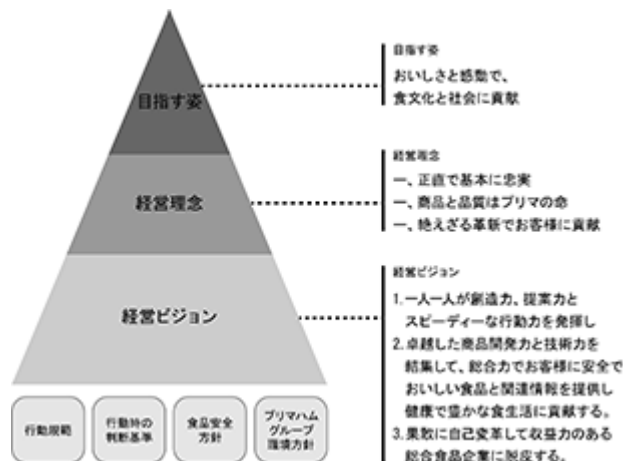 目指す姿
経営理念
経営ビジョン
行動規範
行動時の
判断基準
食品安全
方針
プリマハム
グループ
環境方針
目指す姿
おいしさと感動で、
食文化と社会に貢献
経営理念
一、正直で基本に忠実
一、商品と品質はプリマの命
一、絶えざる革新でお客様に貢献
経営ビジョン
1.一人一人が創造力、提案力と
スピーディーな行動力を発揮し
2.卓越した商品開発力と技術力を
結集して、総合力でお客様に安全で
おいしい食品と関連情報を提供し
健康で豊かな食生活に貢献する。
3.果敢に自己変革して収益力のある
総合食品企業に脱皮する。